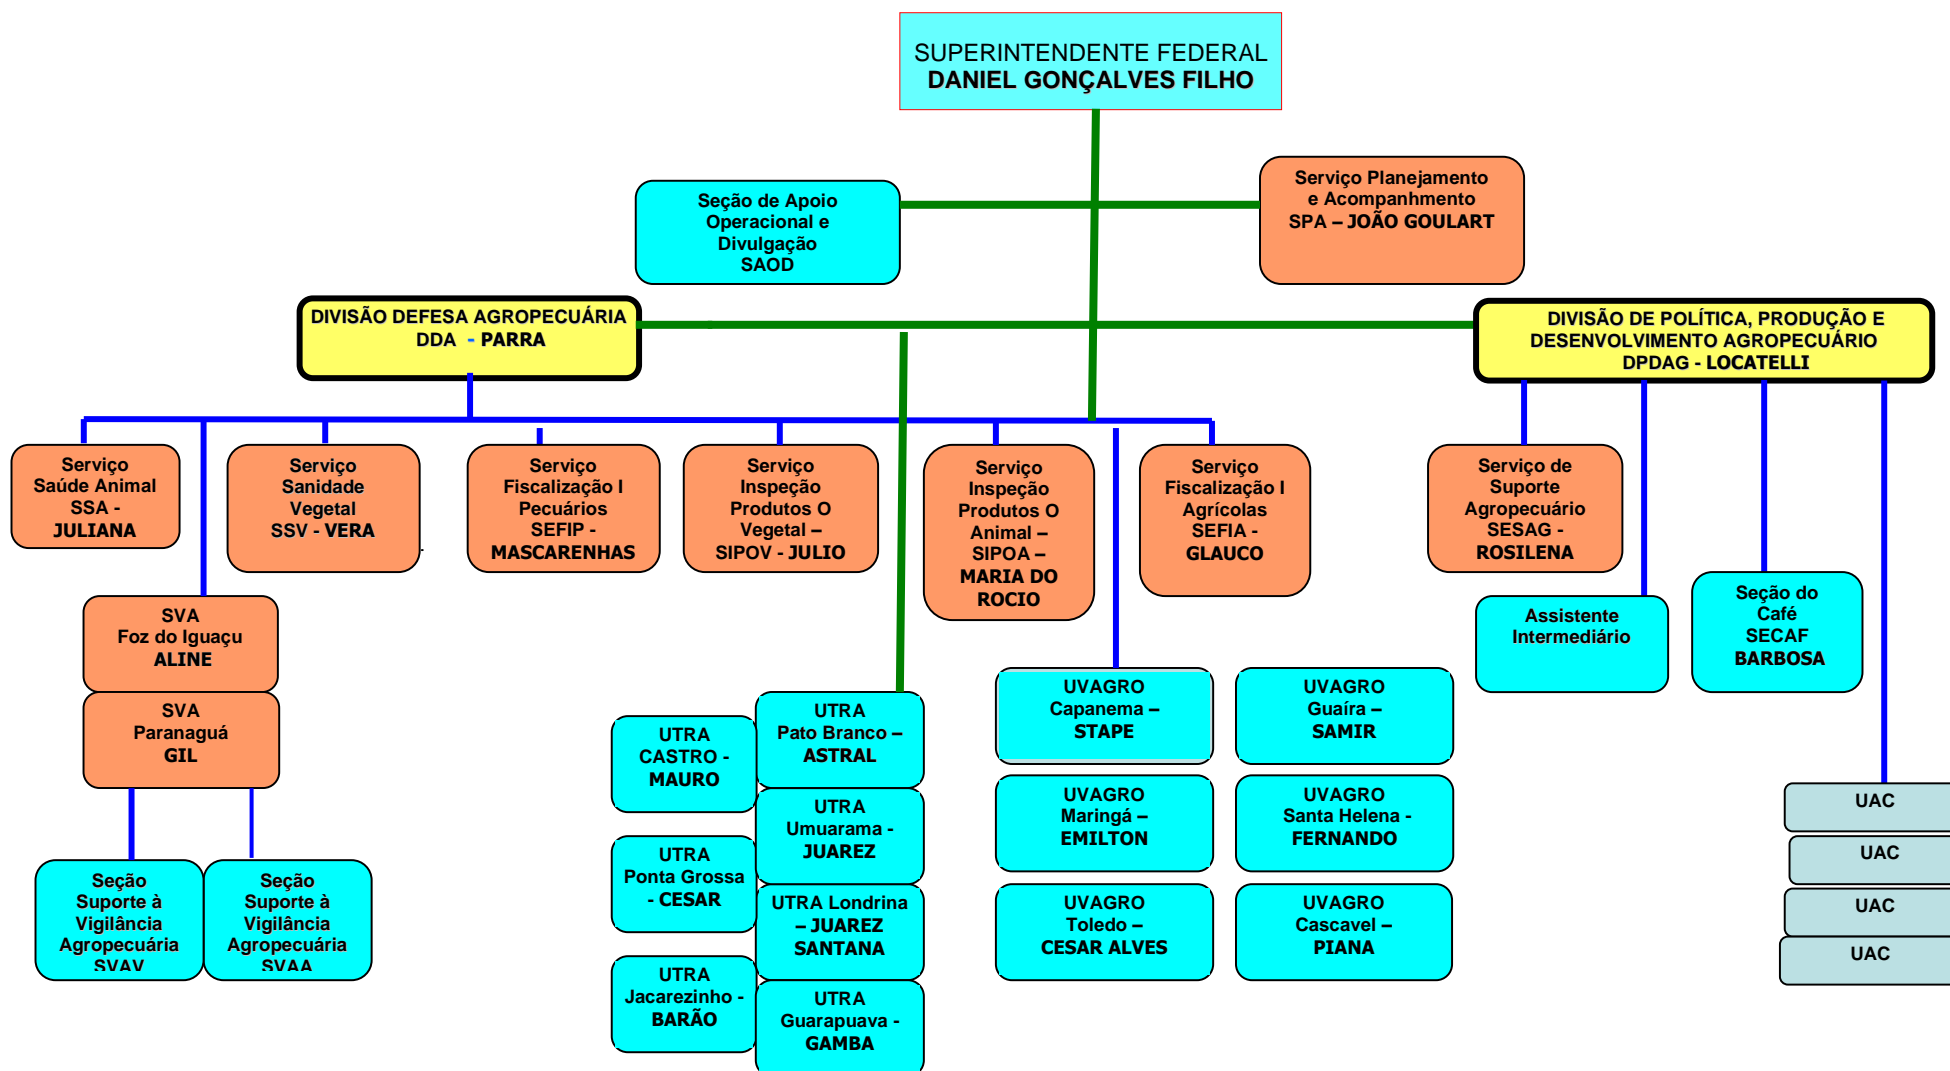 SUPERINTENDENTE FEDERAL
DANIEL GONÇALVES FILHO
Serviço Planejamento
e Acompanhmento
SPA – JOÃO GOULART
Seção de Apoio
Operacional e
Divulgação
SAOD
DIVISÃO DEFESA AGROPECUÁRIA
DDA - PARRA
DIVISÃO DE POLÍTICA, PRODUÇÃO E
DESENVOLVIMENTO AGROPECUÁRIO
DPDAG - LOCATELLI
Serviço
Saúde Animal
SSA -
JULIANA
Serviço
Sanidade
Vegetal
SSV - VERA
Serviço
Fiscalização I
Pecuários
SEFIP -
MASCARENHAS
Serviço
Inspeção
Produtos O
Vegetal –
SIPOV - JULIO
Serviço
Inspeção
Produtos O
Animal –
SIPOA –
MARIA DO
ROCIO
Serviço
Fiscalização I
Agrícolas
SEFIA -
GLAUCO
Serviço de
Suporte
Agropecuário
SESAG -
ROSILENA
Assistente
Intermediário
Seção do
Café
SECAF
BARBOSA
SVA
Foz do Iguaçu
ALINE
SVA
Paranaguá
GIL
Seção
Suporte à
Vigilância
Agropecuária
SVAV
Seção
Suporte à
Vigilância
Agropecuária
SVAA
UTRA
CASTRO -
MAURO
UTRA
Ponta Grossa
- CESAR
UTRA
Jacarezinho -
BARÃO
UTRA
Pato Branco –
ASTRAL
UTRA
Umuarama -
JUAREZ
UTRA Londrina
– JUAREZ
SANTANA
UTRA
Guarapuava -
GAMBA
UVAGRO
Capanema –
STAPE
UVAGRO
Guaíra –
SAMIR
UVAGRO
Maringá –
EMILTON
UVAGRO
Santa Helena -
FERNANDO
UVAGRO
Toledo –
CESAR ALVES
UVAGRO
Cascavel –
PIANA
UAC
UAC
UAC
UAC